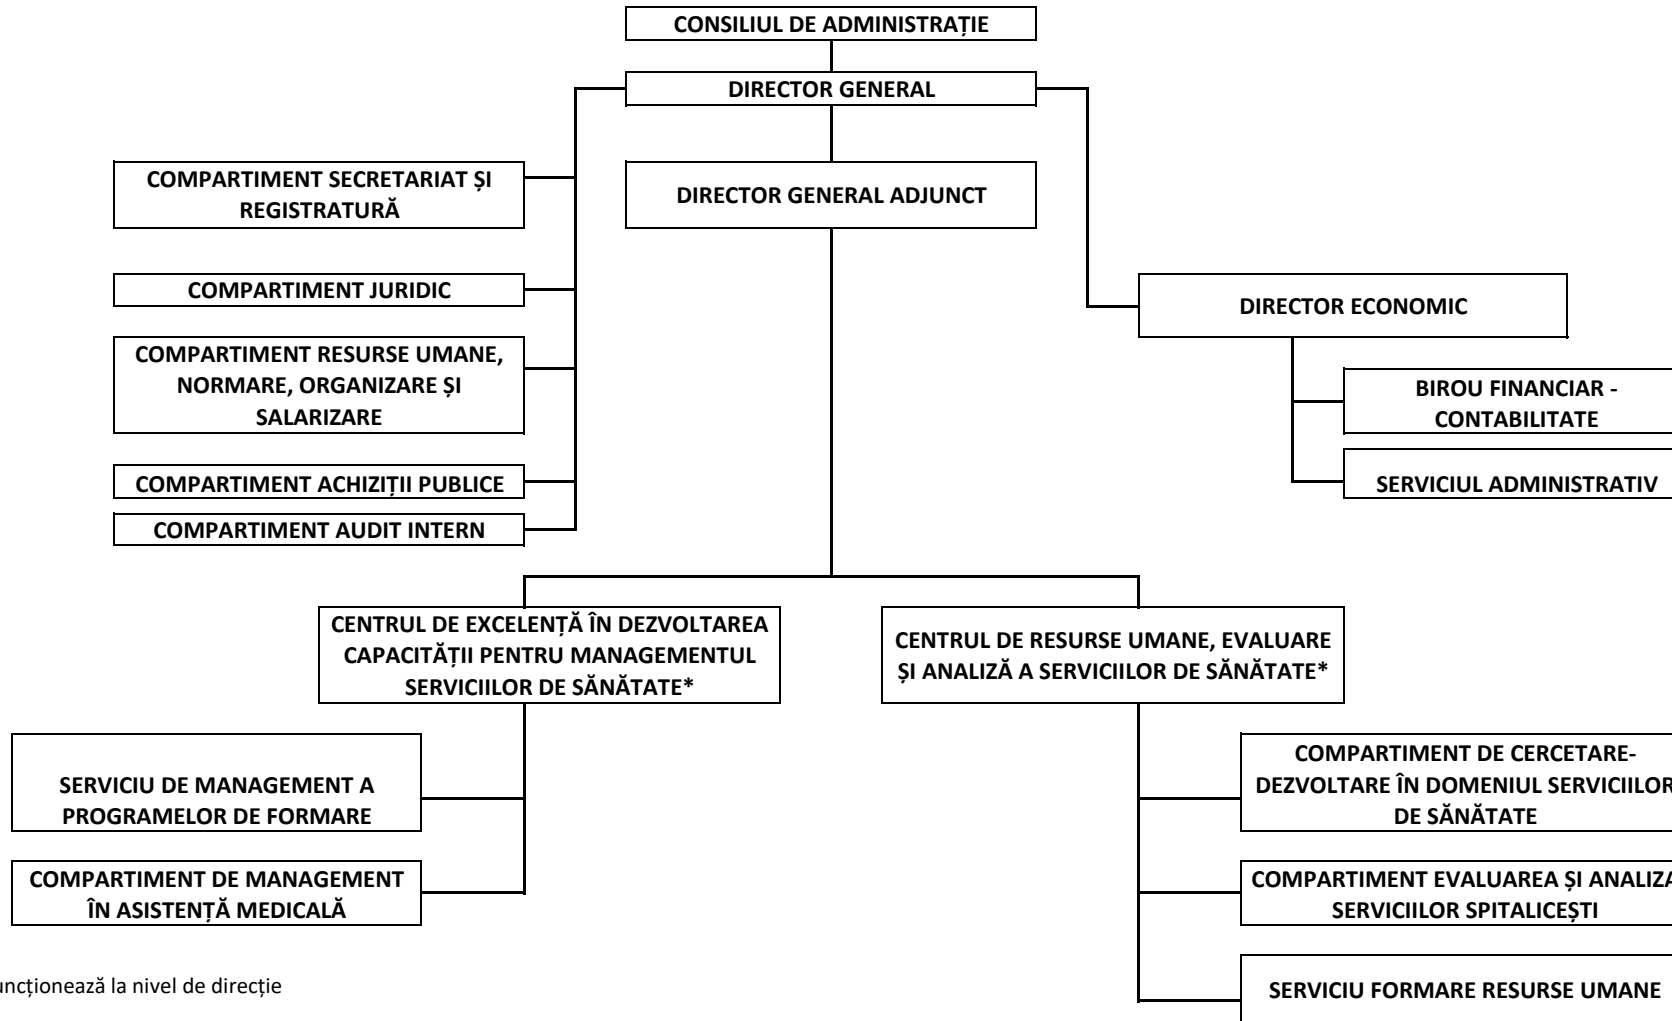 CONSILIUL DE ADMINISTRAȚIE
DIRECTOR GENERAL
COMPARTIMENT SECRETARIAT ȘI
REGISTRATURĂ
DIRECTOR GENERAL ADJUNCT
COMPARTIMENT JURIDIC
DIRECTOR ECONOMIC
COMPARTIMENT RESURSE UMANE,
NORMARE, ORGANIZARE ȘI
SALARIZARE
BIROU FINANCIAR -
CONTABILITATE
COMPARTIMENT ACHIZIȚII PUBLICE
SERVICIUL ADMINISTRATIV
COMPARTIMENT AUDIT INTERN
CENTRUL DE EXCELENȚĂ ÎN DEZVOLTAREA
CAPACITĂȚII PENTRU MANAGEMENTUL
SERVICIILOR DE SĂNĂTATE*
CENTRUL DE RESURSE UMANE, EVALUARE
ȘI ANALIZĂ A SERVICIILOR DE SĂNĂTATE*
SERVICIU DE MANAGEMENT A
PROGRAMELOR DE FORMARE
COMPARTIMENT DE CERCETARE-
DEZVOLTARE ÎN DOMENIUL SERVICIILOR
DE SĂNĂTATE
COMPARTIMENT DE MANAGEMENT
ÎN ASISTENȚĂ MEDICALĂ
COMPARTIMENT EVALUAREA ȘI ANALIZA
SERVICIILOR SPITALICEȘTI
uncționează la nivel de direcție
SERVICIU FORMARE RESURSE UMANE